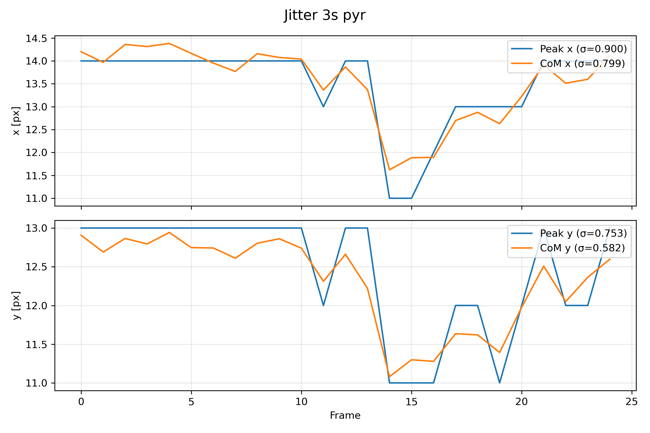 Jitter 3s pyr
14.5
14.0
13.5
13.0
12.5
12.0
11.5
11.0
x [px]
Peak x (σ=0.900)
CoM x (σ=0.799)
13.0
12.5
12.0
11.5
11.0
y [px]
Peak y (σ=0.753)
CoM y (σ=0.582)
0 5 10 15 20 25
Frame